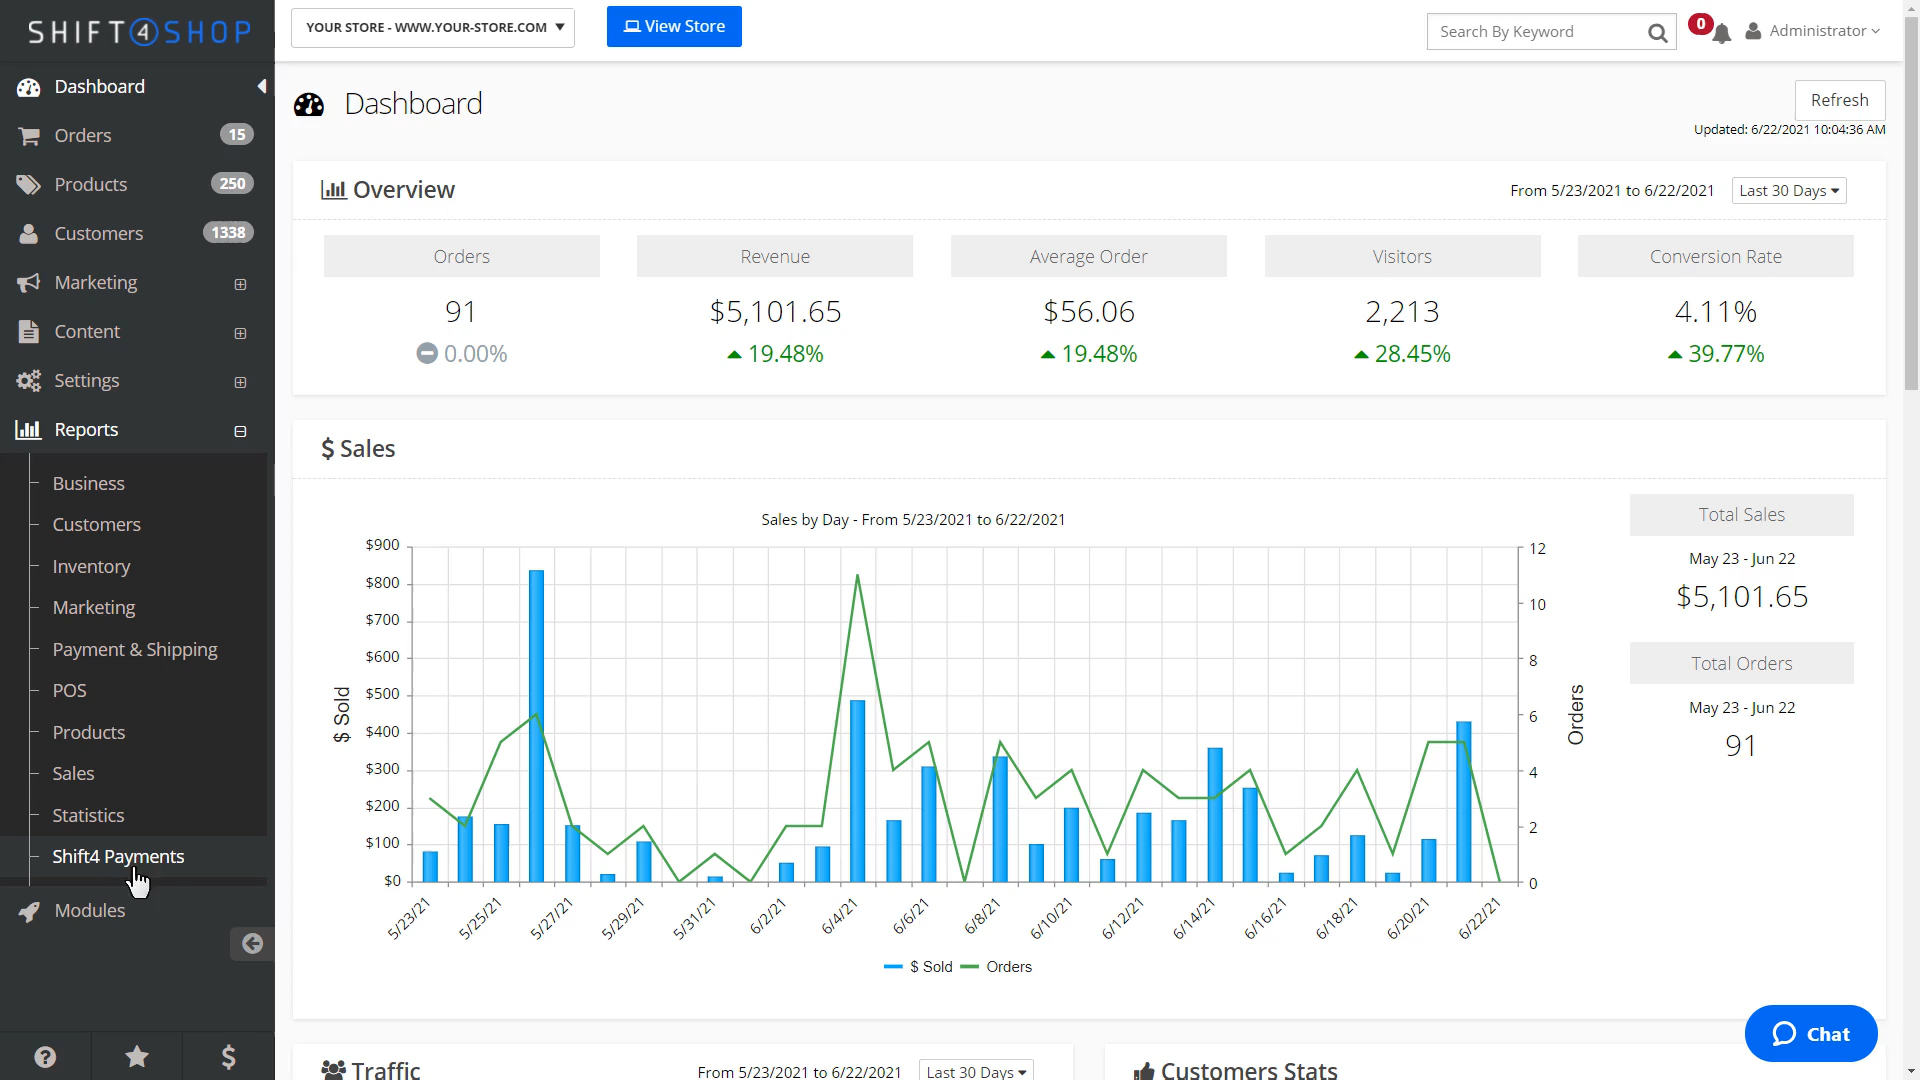 SHIFT4SHOP
YOUR STORE - WWW.YOUR-STORE.COM
View Store
Search By Keyword
0
Administrator
Dashboard
Orders 15
Products 250
Customers 1338
Marketing
Content
Settings
Reports
Business
Customers
Inventory
Marketing
Payment & Shipping
POS
Products
Sales
Statistics
Shift4 Payments
Modules
Dashboard
Refresh
Updated: 6/22/2021 10:04:36 AM
Overview
From 5/23/2021 to 6/22/2021 Last 30 Days
Orders Revenue Average Order Visitors Conversion Rate
91 $5,101.65 $56.06 2,213 4.11%
0.00% 19.48% 19.48% 28.45% 39.77%
$ Sales
Sales by Day - From 5/23/2021 to 6/22/2021
$900
$800
$700
$600
$500
$400
$300
$200
$100
$0
$ Sold
12
10
8
6
4
2
0
Orders
5/23/21 5/25/21 5/27/21 5/29/21 5/31/21 6/2/21 6/4/21 6/6/21 6/8/21 6/10/21 6/12/21 6/14/21 6/16/21 6/18/21 6/20/21 6/22/21
$ Sold Orders
Total Sales
May 23 - Jun 22
$5,101.65
Total Orders
May 23 - Jun 22
91
Chat
Traffic
From 5/23/2021 to 6/22/2021 Last 30 Days
Customers Stats
? $